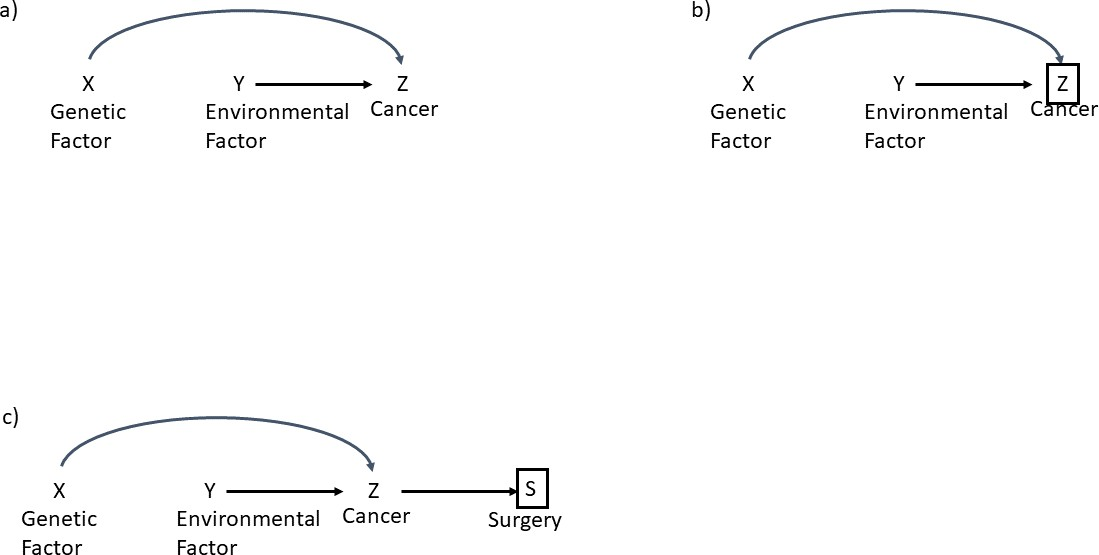 a)
X Y Z
Genetic Environmental Cancer
Factor Factor
b)
X Y Z
Genetic Environmental Cancer
Factor Factor
c)
X Y Z S
Genetic Environmental Cancer Surgery
Factor Factor